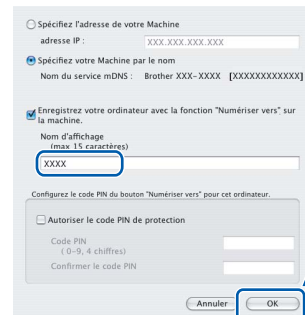 Spécifiez l'adresse de votre Machine
adresse IP : XXX.XXX.XXX.XXX
Spécifiez votre Machine par le nom
Nom du service mDNS : Brother XXX-XXXX [XXXXXXXXXXXX]
Enregistrez votre ordinateur avec la fonction "Numériser vers" sur
la machine.
Nom d'affichage
(max 15 caractères)
XXXX
Configurez le code PIN du bouton "Numériser vers" pour cet ordinateur.
Autoriser le code PIN de protection
Code PIN
( 0-9, 4 chiffres)
Confirmer le code PIN
Annuler OK